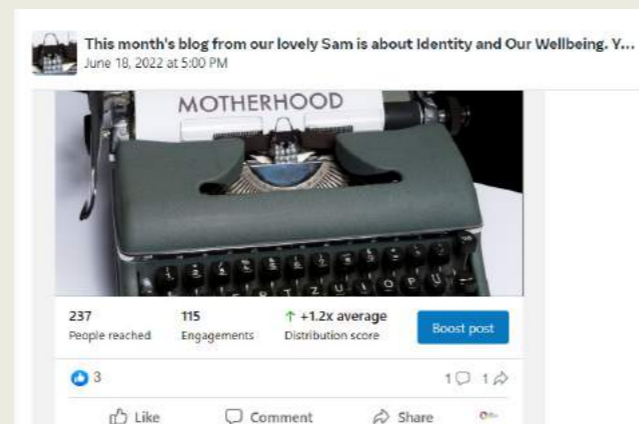 This month's blog from our lovely Sam is about Identity and Our Wellbeing. Y...
June 18, 2022 at 5:00 PM
MOTHERHOOD
R T Z U I O P Ü
237 115 ↑ +1.2x average
People reached Engagements Distribution score Boost post
3 1 1
Like Comment Share